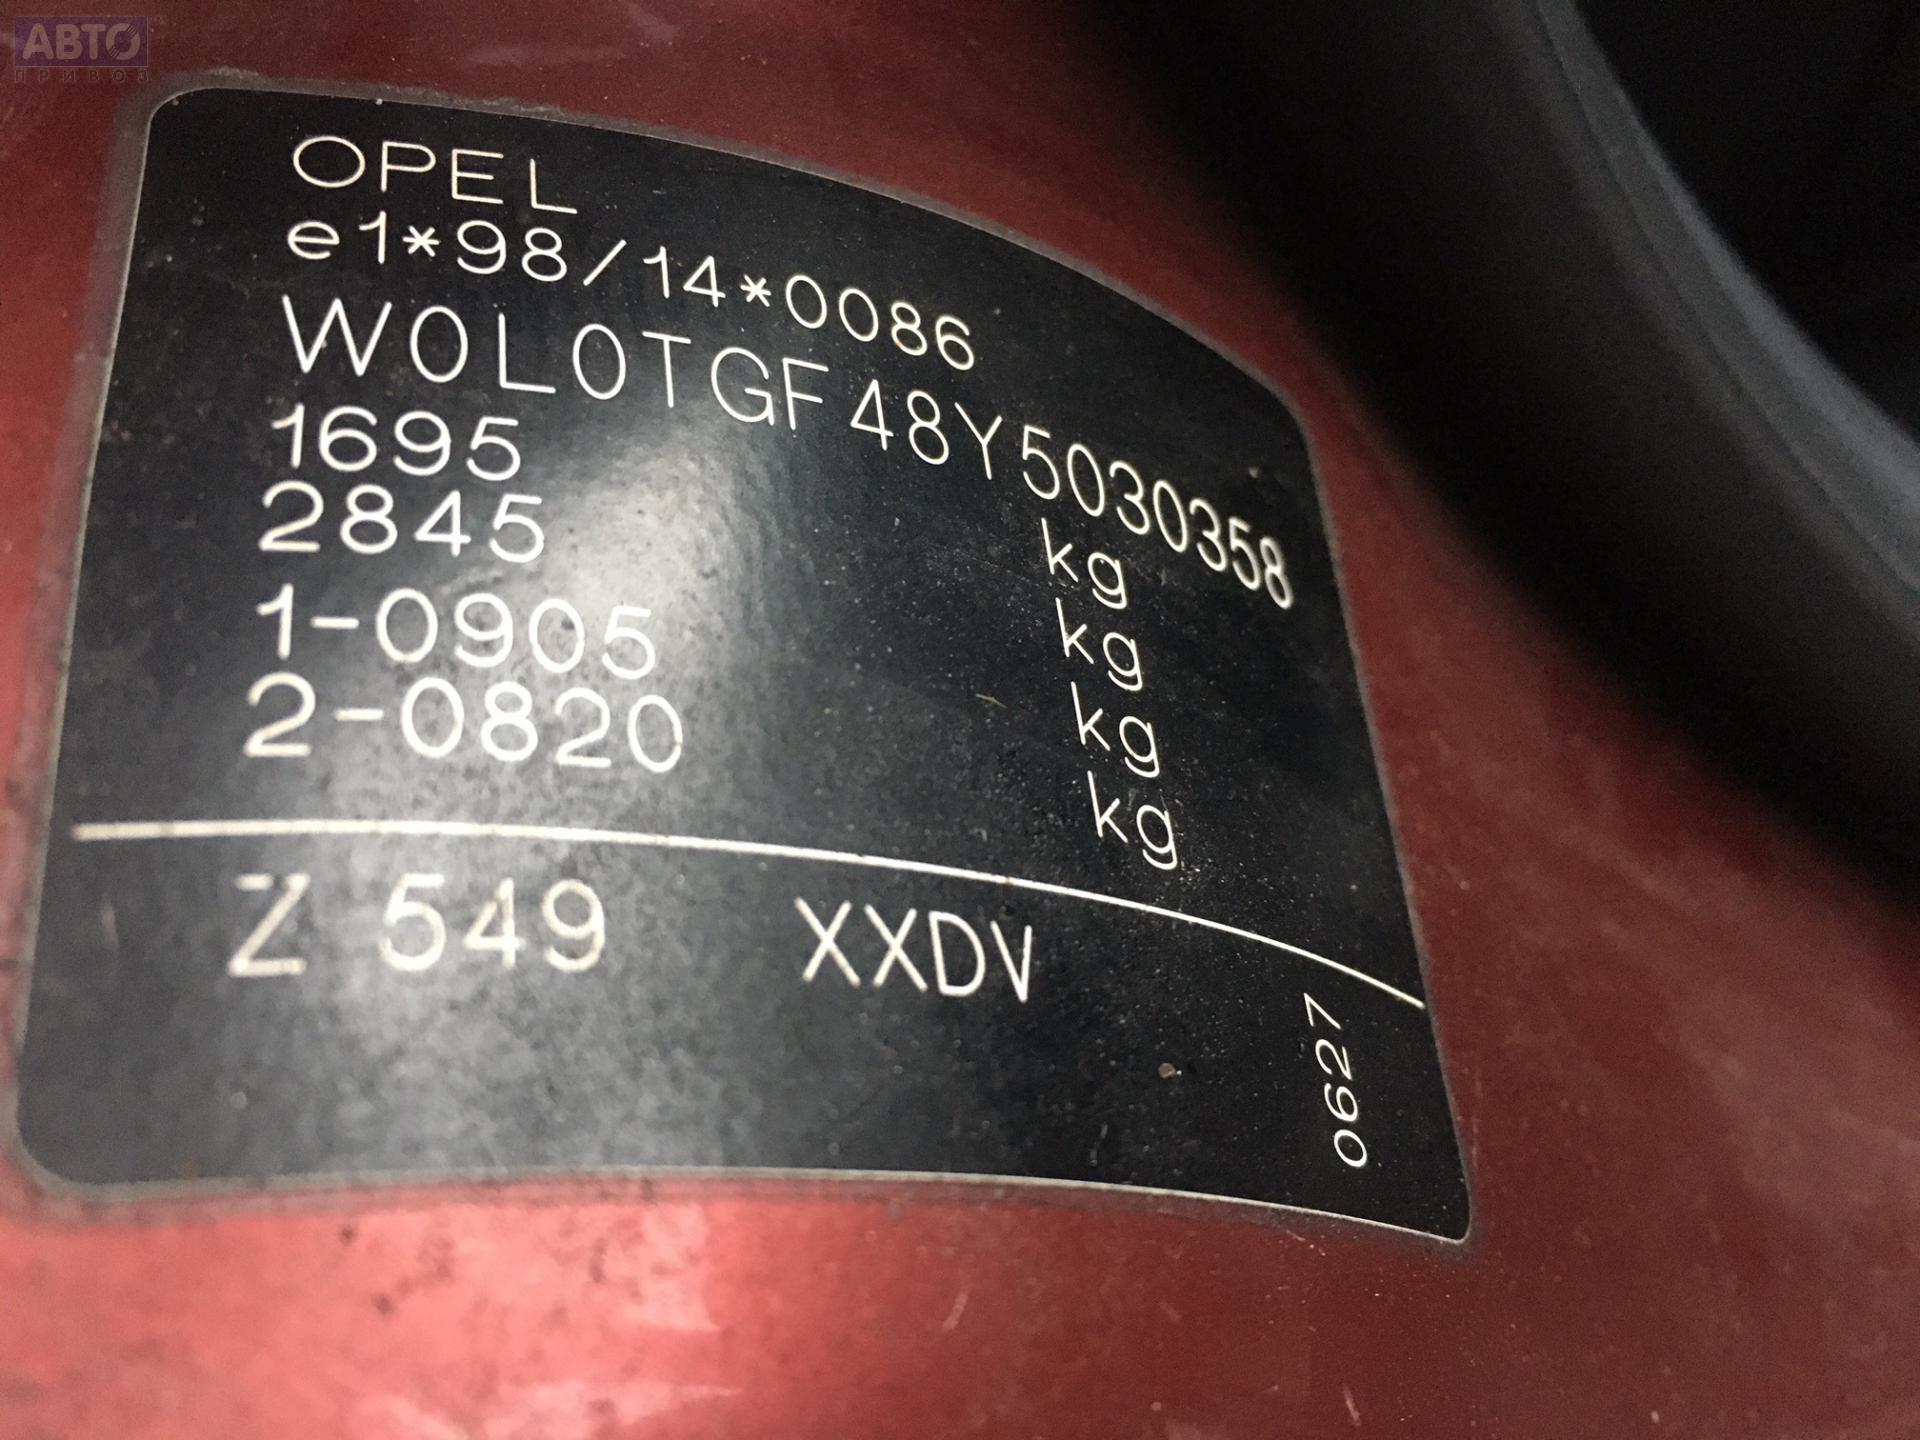 АВТО
ПРИВОЗ
OPEL
e1*98/14*0086
W0L0TGF48Y5030358
1695 kg
2845 kg
1-0905 kg
2-0820 kg
Z 549 XXDV
0627